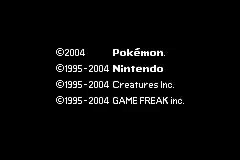 ©2004 Pokémon.
©1995-2004 Nintendo
©1995-2004 Creatures Inc.
©1995-2004 GAME FREAK inc.